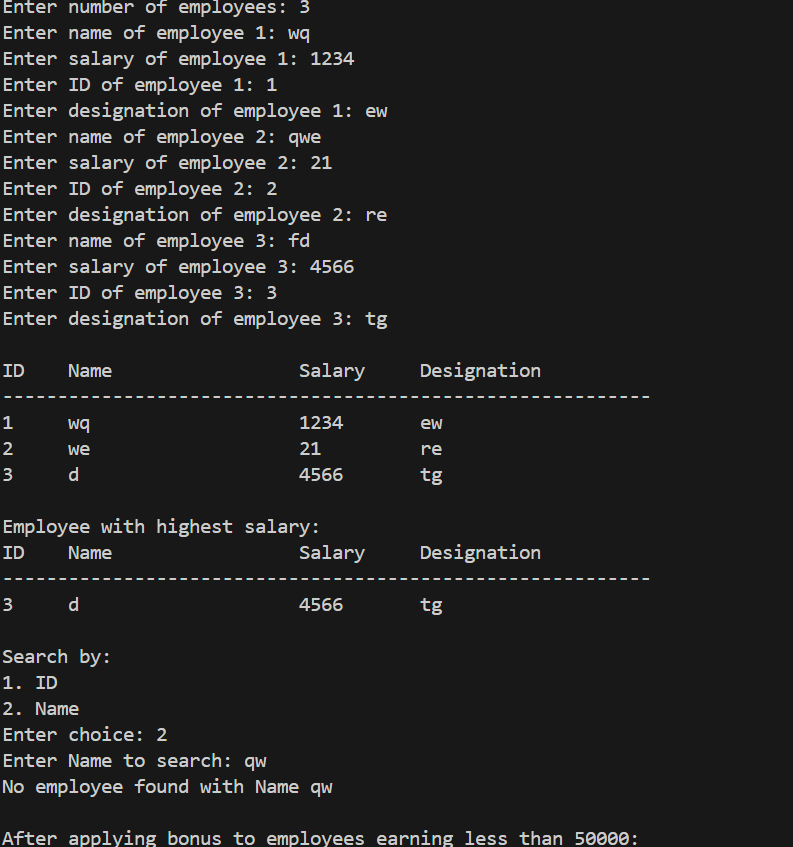 Enter number of employees: 3
Enter name of employee 1: wq
Enter salary of employee 1: 1234
Enter ID of employee 1: 1
Enter designation of employee 1: ew
Enter name of employee 2: qwe
Enter salary of employee 2: 21
Enter ID of employee 2: 2
Enter designation of employee 2: re
Enter name of employee 3: fd
Enter salary of employee 3: 4566
Enter ID of employee 3: 3
Enter designation of employee 3: tg
ID    Name                 Salary     Designation
-----------------------------------------------------------
1     wq                   1234       ew
2     we                   21         re
3     d                    4566       tg
Employee with highest salary:
ID    Name                 Salary     Designation
-----------------------------------------------------------
3     d                    4566       tg
Search by:
1. ID
2. Name
Enter choice: 2
Enter Name to search: qw
No employee found with Name qw
After applying bonus to employees earning less than 50000: